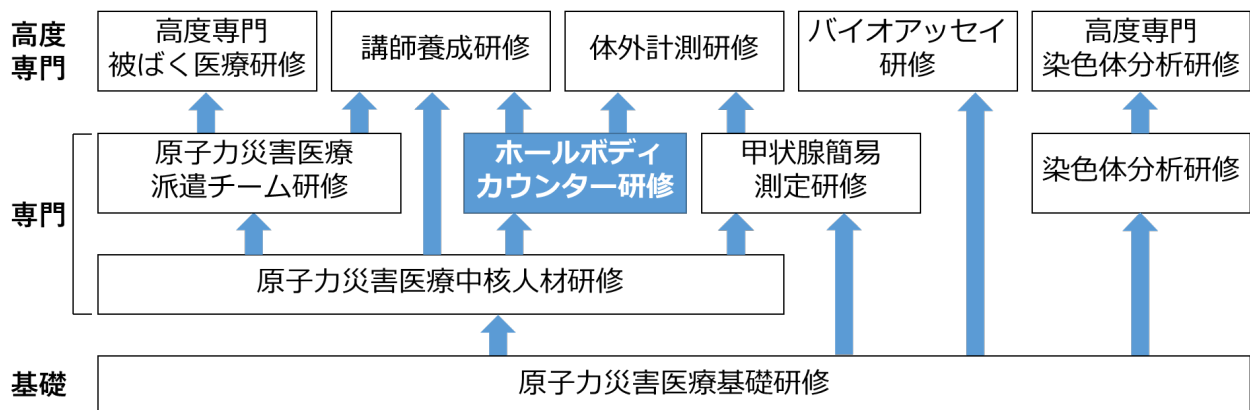 高度
専門
高度専門
被ばく医療研修
講師養成研修
体外計測研修
バイオアッセイ
研修
高度専門
染色体分析研修
専門
原子力災害医療
派遣チーム研修
ホールボディ
カウンター研修
甲状腺簡易
測定研修
染色体分析研修
原子力災害医療中核人材研修
基礎
原子力災害医療基礎研修